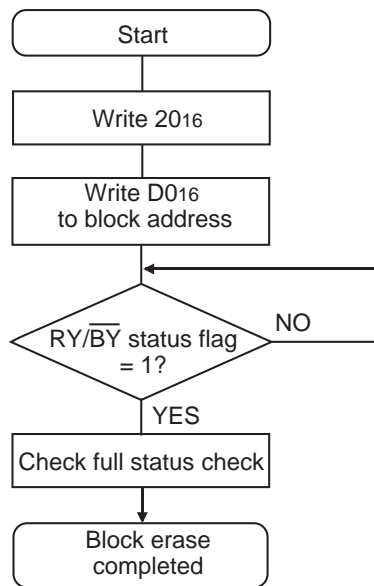 Start
Write 2016
Write D016
to block address
RY/B̅Y̅ status flag
= 1?
NO
YES
Check full status check
Block erase
completed